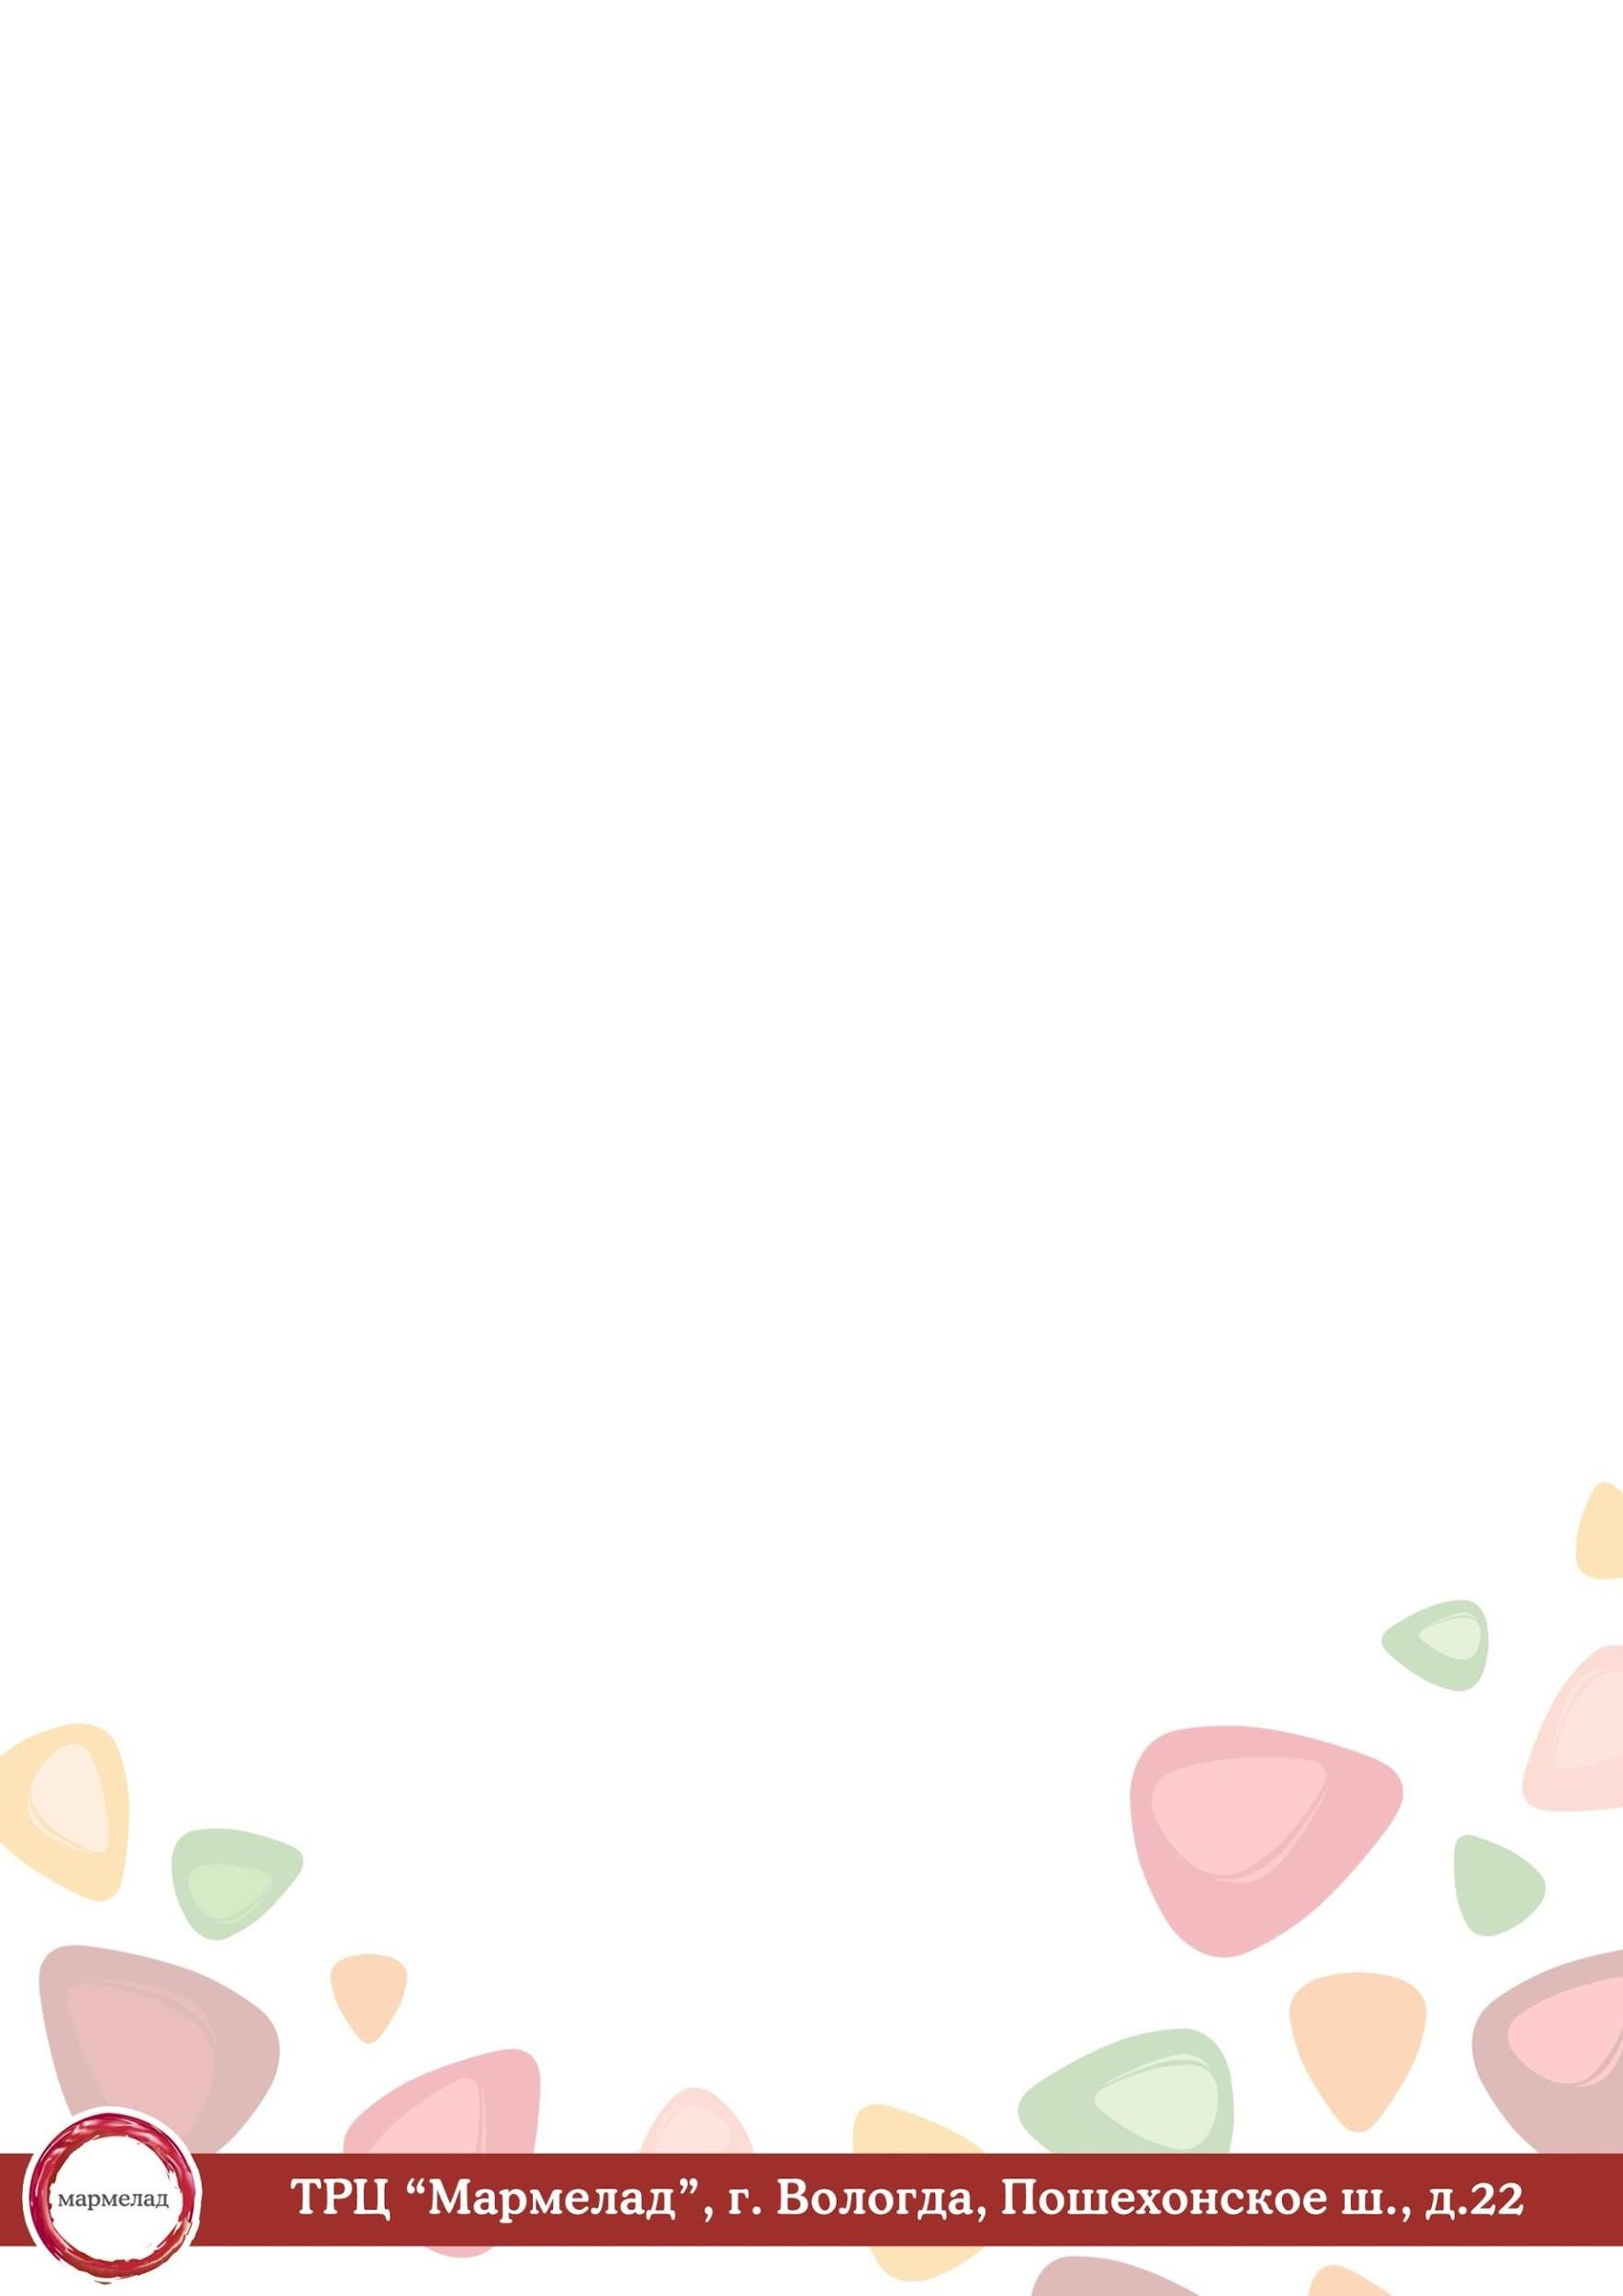 мармелад
ТРЦ “Мармелад”, г. Вологда, Пошехонское ш., д.22